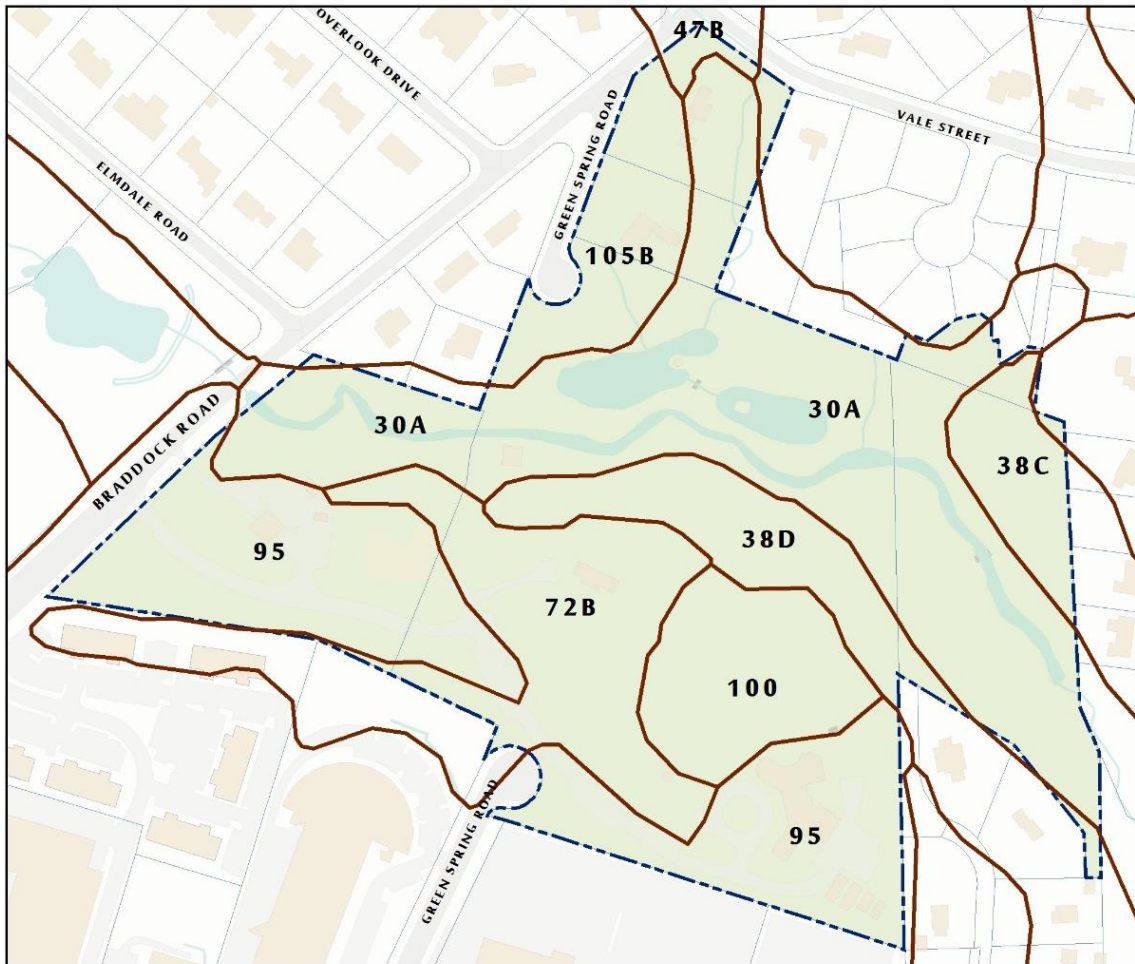 OVERLOOK DRIVE
47B
VALE STREET
ELMDALE ROAD
GREEN SPRING ROAD
105B
BRADDOCK ROAD
30A
30A
38C
95
38D
72B
100
GREEN SPRING ROAD
95